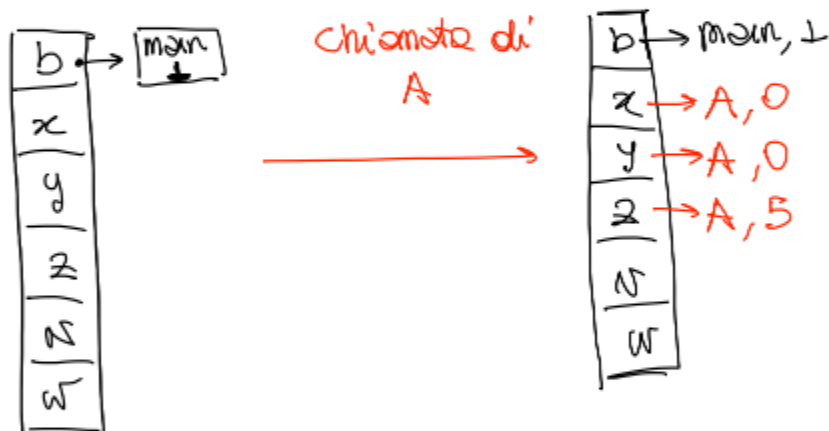 b → main
x
y
z
v
w
chiamata di
A
b → main, ⊥
x → A, 0
y → A, 0
z → A, 5
v
w